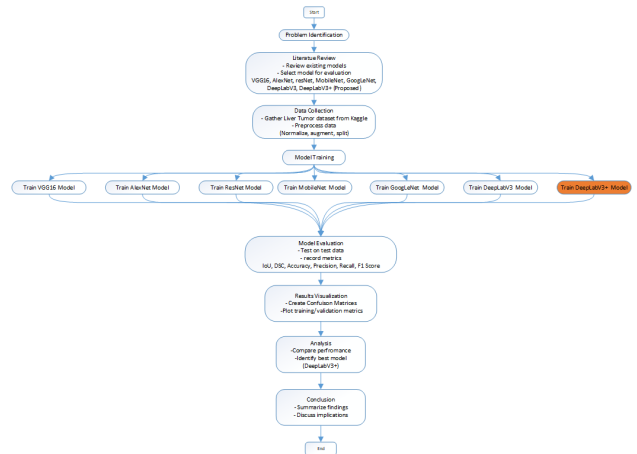 Start
Problem Identification
Literatue Review
- Review existing models
- Select model for evaluation
VGG16, AlexNet, resNet, MobileNet, GoogLeNet,
DeepLabV3, DeepLabV3+ (Proposed )
Data Collection
- Gather Liver Tumor dataset from Kaggle
- Preprocess data
(Normalize, augment, split)
Model Training
Train VGG16 Model
Train AlexNet Model
Train ResNet Model
Train MobileNet Model
Train GoogLeNet Model
Train DeepLabV3 Model
Train DeepLabV3+ Model
Model Evaluation
- Test on test data
- record metrics
IoU, DSC, Accuracy, Precision, Recall, F1 Score
Results Visualization
- Create Confuison Matrices
-Plot training/validation metrics
Analysis
-Compare perfromance
-Identify best model
(DeepLabV3+)
Conclusion
- Summarize findings
- Discuss implications
End